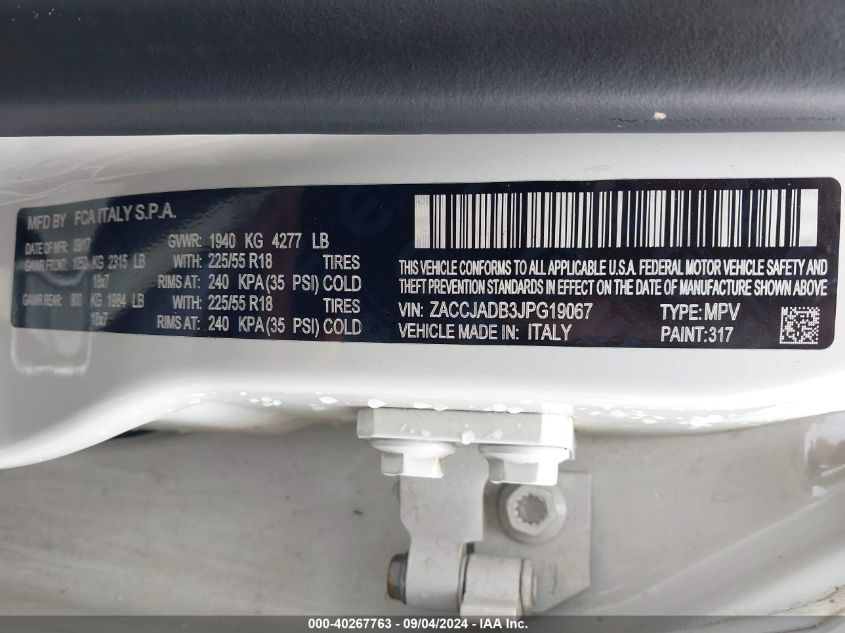 MFD BY FCA ITALY S.P.A.
DATE OF MFR 09/17 GVWR: 1940 KG 4277 LB
GAWR FRONT: 1050 KG 2315 LB WITH: 225/55 R18 TIRES
18x7 RIMS AT: 240 KPA(35 PSI) COLD
GAWR REAR: 900 KG 1984 LB WITH: 225/55 R18 TIRES
18x7 RIMS AT: 240 KPA(35 PSI) COLD
THIS VEHICLE CONFORMS TO ALL APPLICABLE U.S.A. FEDERAL MOTOR VEHICLE SAFETY AND
THEFT PREVENTION STANDARDS IN EFFECT ON THE DATE OF MANUFACTURE SHOWN ABOVE.
VIN: ZACCJADB3JPG19067 TYPE: MPV
VEHICLE MADE IN: ITALY PAINT: 317
000-40267763 - 09/04/2024 - IAA Inc.